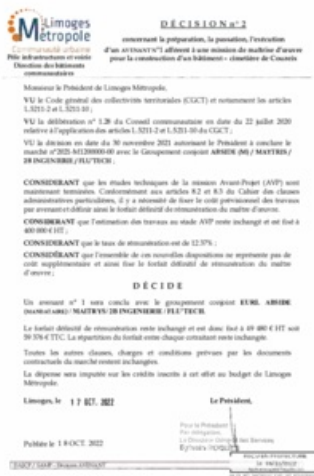 Limoges
Métropole
Communauté urbaine
Pôle infrastructures et voirie
Direction des bâtiments
communautaires
DÉCISION n° 2
concernant la préparation, la passation, l'exécution
d'un AVENANT N°1 afférent à une mission de maîtrise d'œuvre
pour la construction d'un bâtiment - cimetière de Couzeix
Monsieur le Président de Limoges Métropole,
VU le Code général des collectivités territoriales (CGCT) et notamment les articles
L.5211-2 et L.5211-10 ;
VU la délibération n° 1.28 du Conseil communautaire en date du 22 juillet 2020
relative à l'application des articles L.5211-2 et L.5211-10 du CGCT ;
VU la décision en date du 30 novembre 2021 autorisant le Président à conclure le
avec le Groupement conjoint ABSIDE (M) / MAITRYS /
2B INGENIERIE / FLU'TECH ;
CONSIDERANT que les études techniques de la mission Avant-Projet (AVP) sont
maintenant terminées. Conformément aux articles 8.2 et 8.3 du Cahier des clauses
administratives particulières, il y a nécessité de fixer le coût prévisionnel des travaux
par avenant et définir ainsi le forfait définitif de rémunération du maître d'œuvre.
CONSIDERANT que l'estimation des travaux au stade AVP reste inchangé et est fixé à
400 000 € HT ;
CONSIDERANT que le taux de rémunération est de 12.37% ;
CONSIDÉRANT que l'ensemble de ces nouvelles dispositions ne représente pas de
coût supplémentaire et ainsi fixe le forfait définitif de rémunération du maître
d'œuvre ;
DÉCIDE
Un avenant n° 1 sera conclu avec le groupement conjoint EURL ABSIDE
(MANDATAIRE) / MAITRYS / 2B INGENIERIE / FLU'TECH.
Le forfait définitif de rémunération reste inchangé et est donc fixé à 49 480 € HT soit
59 376 € TTC. La répartition du forfait entre chaque cotraitant reste inchangée.
Toutes les autres clauses, charges et conditions prévues par les documents
contractuels du marché restent inchangées.
La dépense sera imputée sur les crédits inscrits à cet effet au budget de Limoges
Métropole.
Limoges, le 17 OCT. 2022
Le Président,
Pour le Président
Par délégation,
Publiée le 18 OCT. 2022